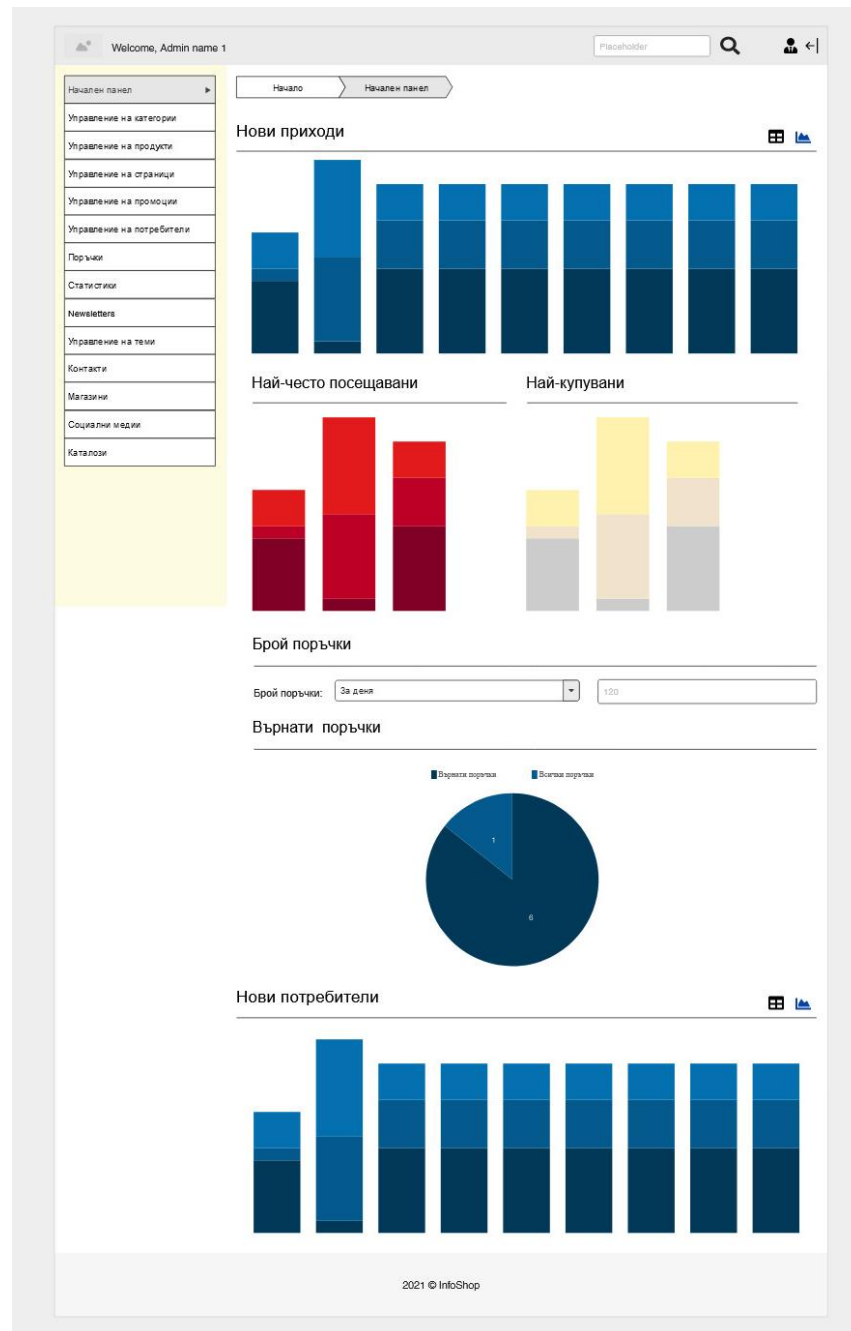 Welcome, Admin name 1
Placeholder
Начален панел
Управление на категории
Управление на продукти
Управление на страници
Управление на промоции
Управление на потребители
Поръчки
Статистики
Newsletters
Управление на теми
Контакти
Магазини
Социални медии
Каталози
Начало
Начален панел
Нови приходи
Най-често посещавани
Най-купувани
Брой поръчки
Брой поръчки:
За деня
120
Върнати поръчки
Върнати поръчки
Всички поръчки
1
6
Нови потребители
2021 © InfoShop